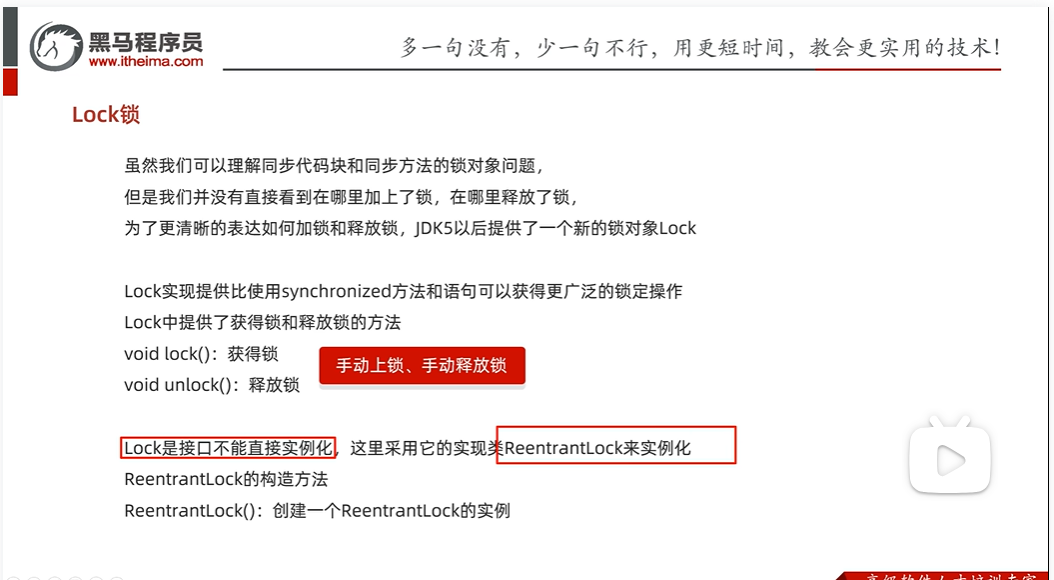 黑马程序员
www.itheima.com
多一句没有，少一句不行，用更短时间，教会更实用的技术！
Lock锁
虽然我们可以理解同步代码块和同步方法的锁对象问题，
但是我们并没有直接看到在哪里加上了锁，在哪里释放了锁，
为了更清晰的表达如何加锁和释放锁，JDK5以后提供了一个新的锁对象Lock
Lock实现提供比使用synchronized方法和语句可以获得更广泛的锁定操作
Lock中提供了获得锁和释放锁的方法
void lock()：获得锁
void unlock()：释放锁
手动上锁、手动释放锁
Lock是接口不能直接实例化，这里采用它的实现类ReentrantLock来实例化
ReentrantLock的构造方法
ReentrantLock()：创建一个ReentrantLock的实例
高级软件人才培训专家